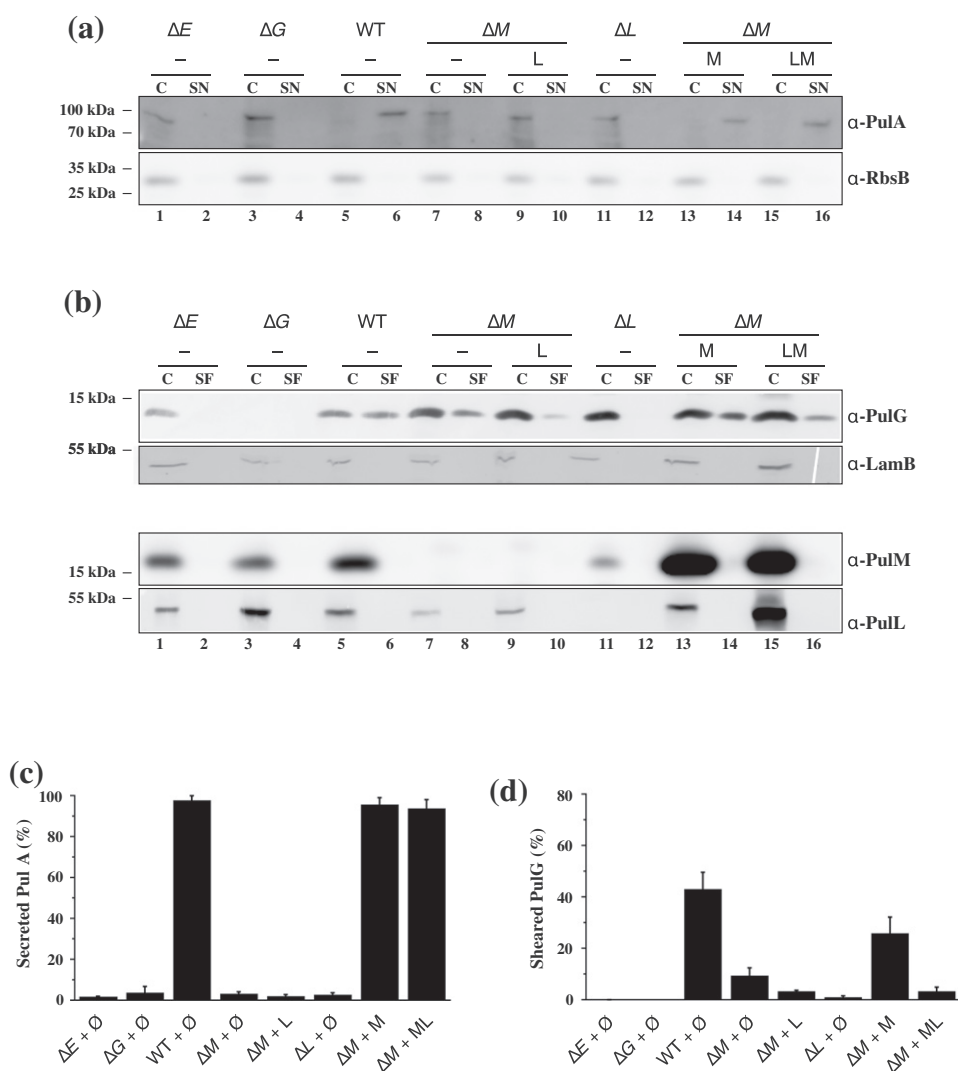 (a)
ΔE ΔG WT ΔM ΔL ΔM
– – – – L – M LM
C SN C SN C SN C SN C SN C SN C SN C SN
100 kDa –
70 kDa –
α-PulA
35 kDa –
25 kDa –
α-RbsB
1 2 3 4 5 6 7 8 9 10 11 12 13 14 15 16
(b)
ΔE ΔG WT ΔM ΔL ΔM
– – – – L – M LM
C SF C SF C SF C SF C SF C SF C SF C SF
15 kDa –
α-PulG
55 kDa –
α-LamB
α-PulM
15 kDa –
55 kDa –
α-PulL
1 2 3 4 5 6 7 8 9 10 11 12 13 14 15 16
(c)
Secreted Pul A (%)
100
80
60
40
20
0
ΔE + Ø
ΔG + Ø
WT + Ø
ΔM + Ø
ΔM + L
ΔL + Ø
ΔM + M
ΔM + ML
(d)
Sheared PulG (%)
80
60
40
20
0
ΔE + Ø
ΔG + Ø
WT + Ø
ΔM + Ø
ΔM + L
ΔL + Ø
ΔM + M
ΔM + ML